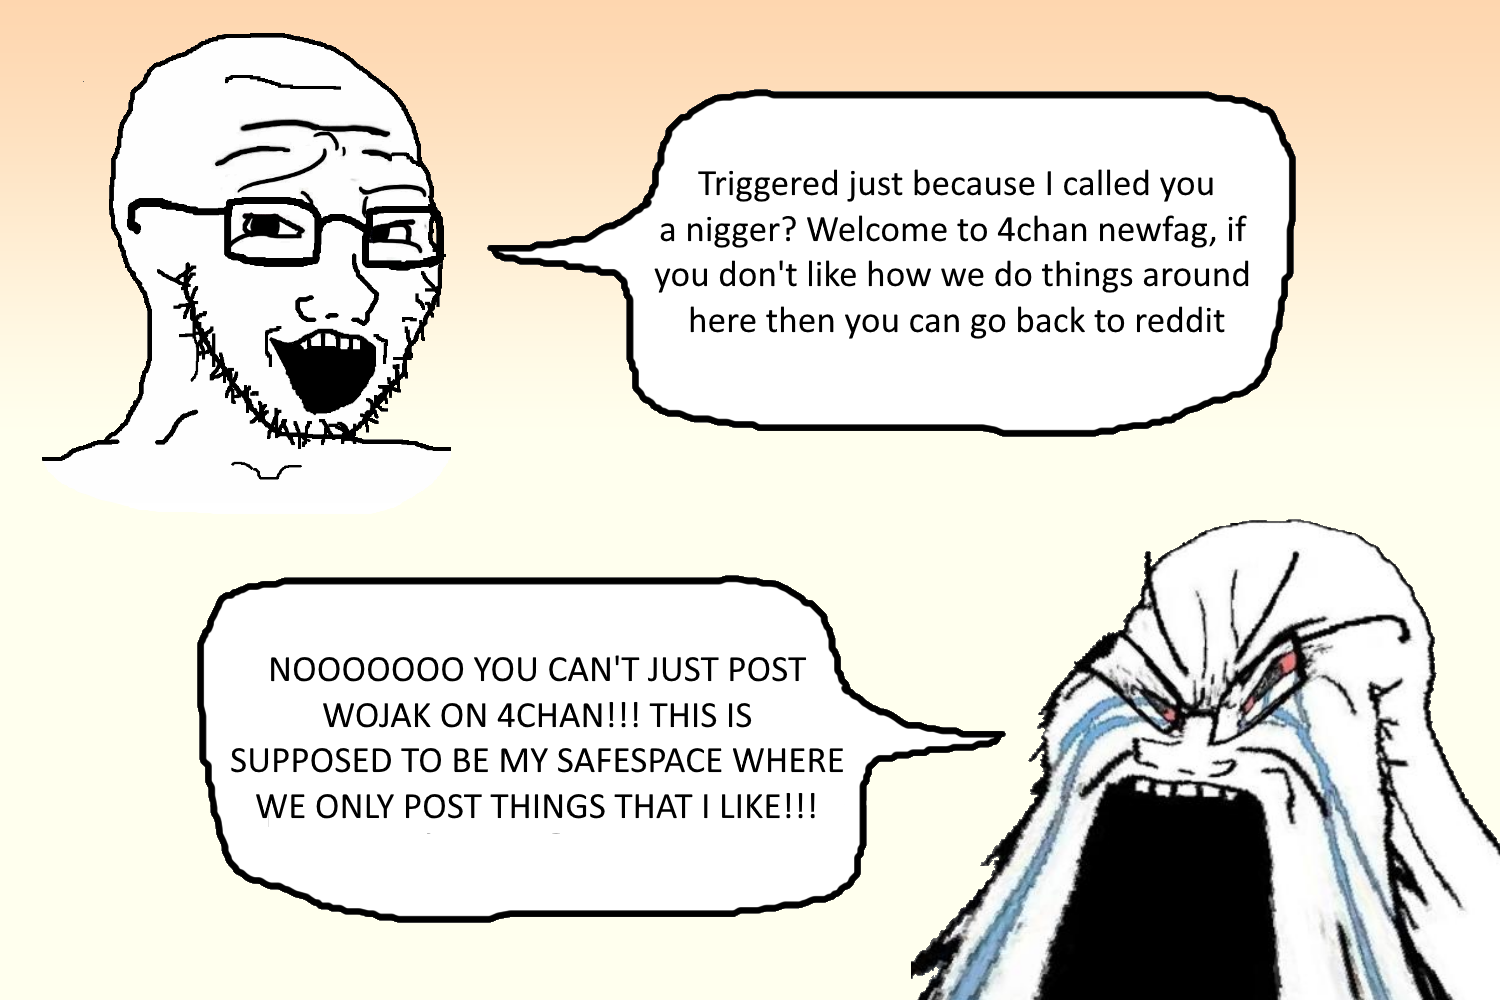 Triggered just because I called you
a nigger? Welcome to 4chan newfag, if
you don't like how we do things around
here then you can go back to reddit
NOOOOOOO YOU CAN'T JUST POST
WOJAK ON 4CHAN!!! THIS IS
SUPPOSED TO BE MY SAFESPACE WHERE
WE ONLY POST THINGS THAT I LIKE!!!